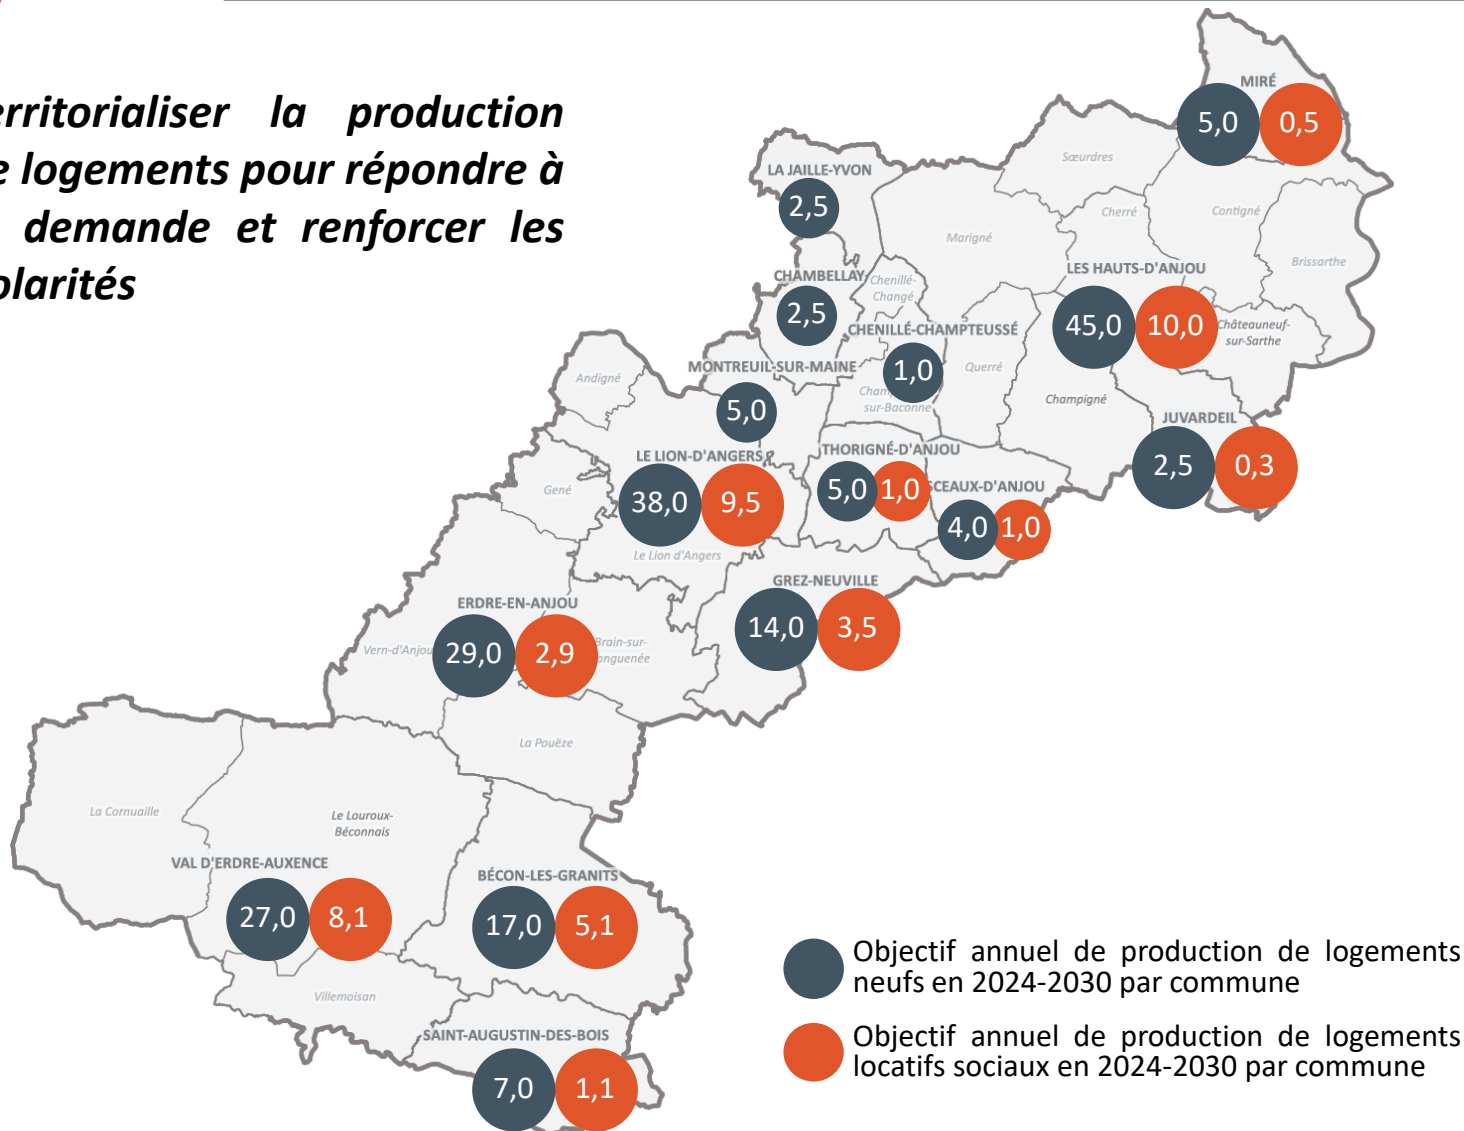 erritorialiser la production
e logements pour répondre à
demande et renforcer les
olarités
MIRÉ
5,0 0,5
Sœurdres
LA JAILLE-YVON
2,5
Cherré
Contigné
Marigné
Brissarthe
LES HAUTS-D'ANJOU
CHAMBELLAY
Chenillé-
Changé
2,5
45,0 10,0
Châteauneuf-
sur-Sarthe
CHENILLÉ-CHAMPTEUSSÉ
MONTREUIL-SUR-MAINE
1,0
Querré
Andigné
sur-Baconne
Champigné
5,0
JUVARDEIL
2,5 0,3
LE LION-D'ANGERS
THORIGNÉ-D'ANJOU
Gené
38,0 9,5
5,0 1,0
SCEAUX-D'ANJOU
4,0 1,0
Le Lion d'Angers
GREZ-NEUVILLE
14,0 3,5
ERDRE-EN-ANJOU
Vern-d'Anjou
29,0 2,9
Brain-sur-
onguenée
La Pouëze
La Cornuaille
Le Louroux-
Béconnais
VAL D'ERDRE-AUXENCE
27,0 8,1
BÉCON-LES-GRANITS
17,0 5,1
Villemoisan
SAINT-AUGUSTIN-DES-BOIS
7,0 1,1
Objectif annuel de production de logements
neufs en 2024-2030 par commune
Objectif annuel de production de logements
locatifs sociaux en 2024-2030 par commune